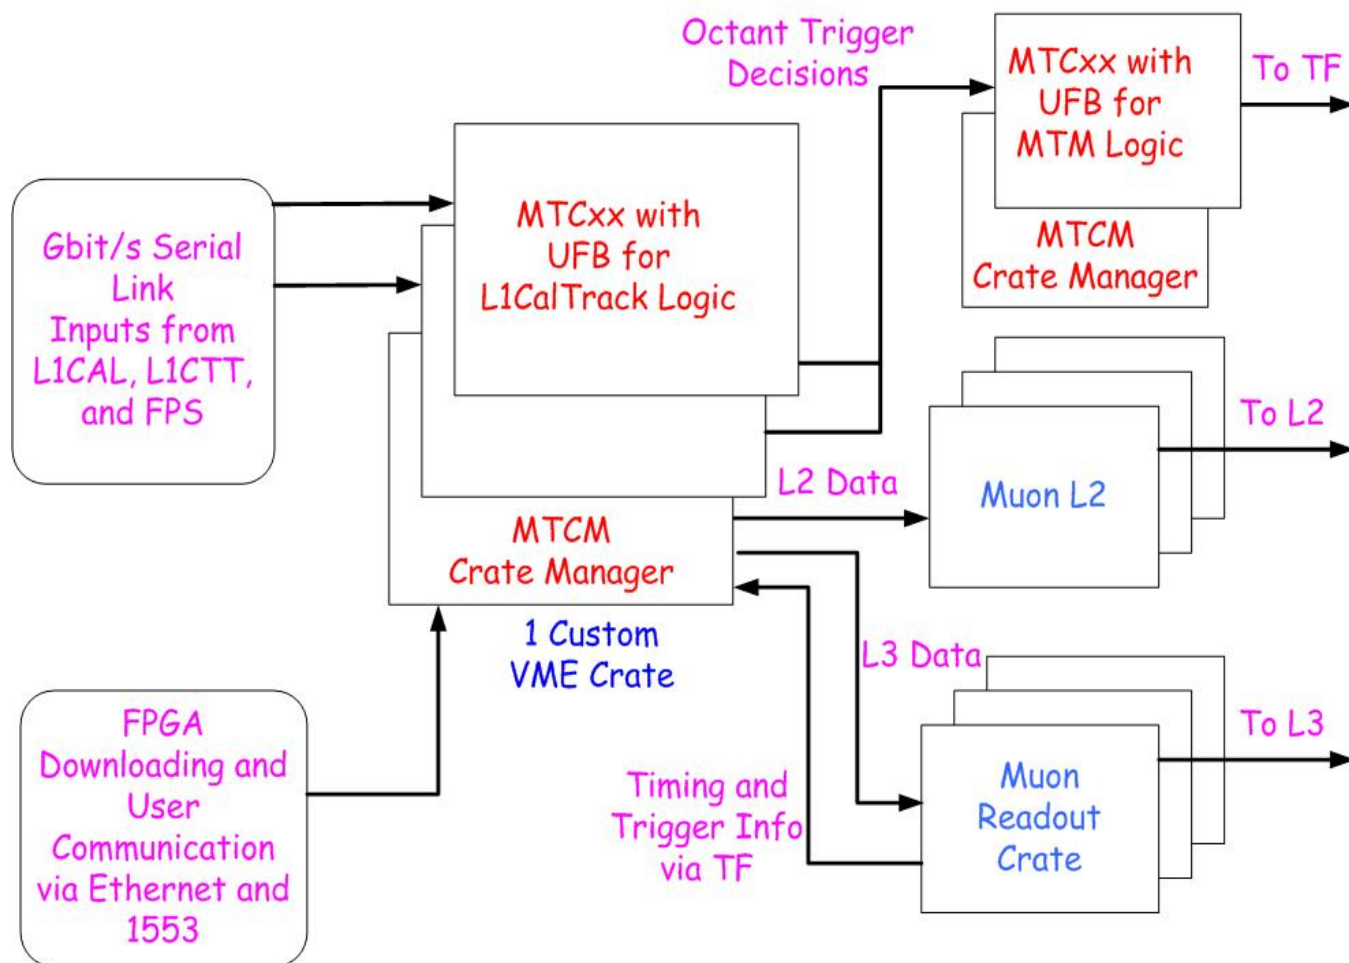 Octant Trigger
Decisions
MTCxx with
UFB for
MTM Logic
To TF
MTCM
Crate Manager
Gbit/s Serial
Link
Inputs from
L1CAL, L1CTT,
and FPS
MTCxx with
UFB for
L1CalTrack Logic
MTCM
Crate Manager
1 Custom
VME Crate
L2 Data
Muon L2
To L2
L3 Data
Muon
Readout
Crate
To L3
Timing and
Trigger Info
via TF
FPGA
Downloading and
User
Communication
via Ethernet and
1553